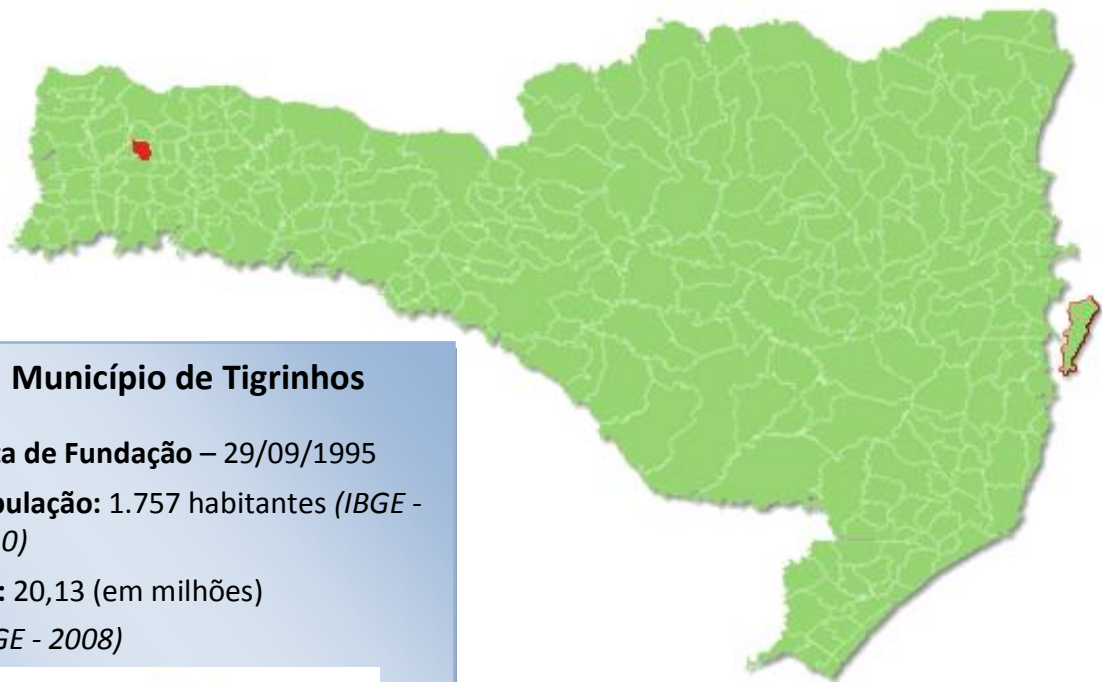 Município de Tigrinhos
ta de Fundação – 29/09/1995
pulação: 1.757 habitantes (IBGE -
0)
: 20,13 (em milhões)
GE - 2008)